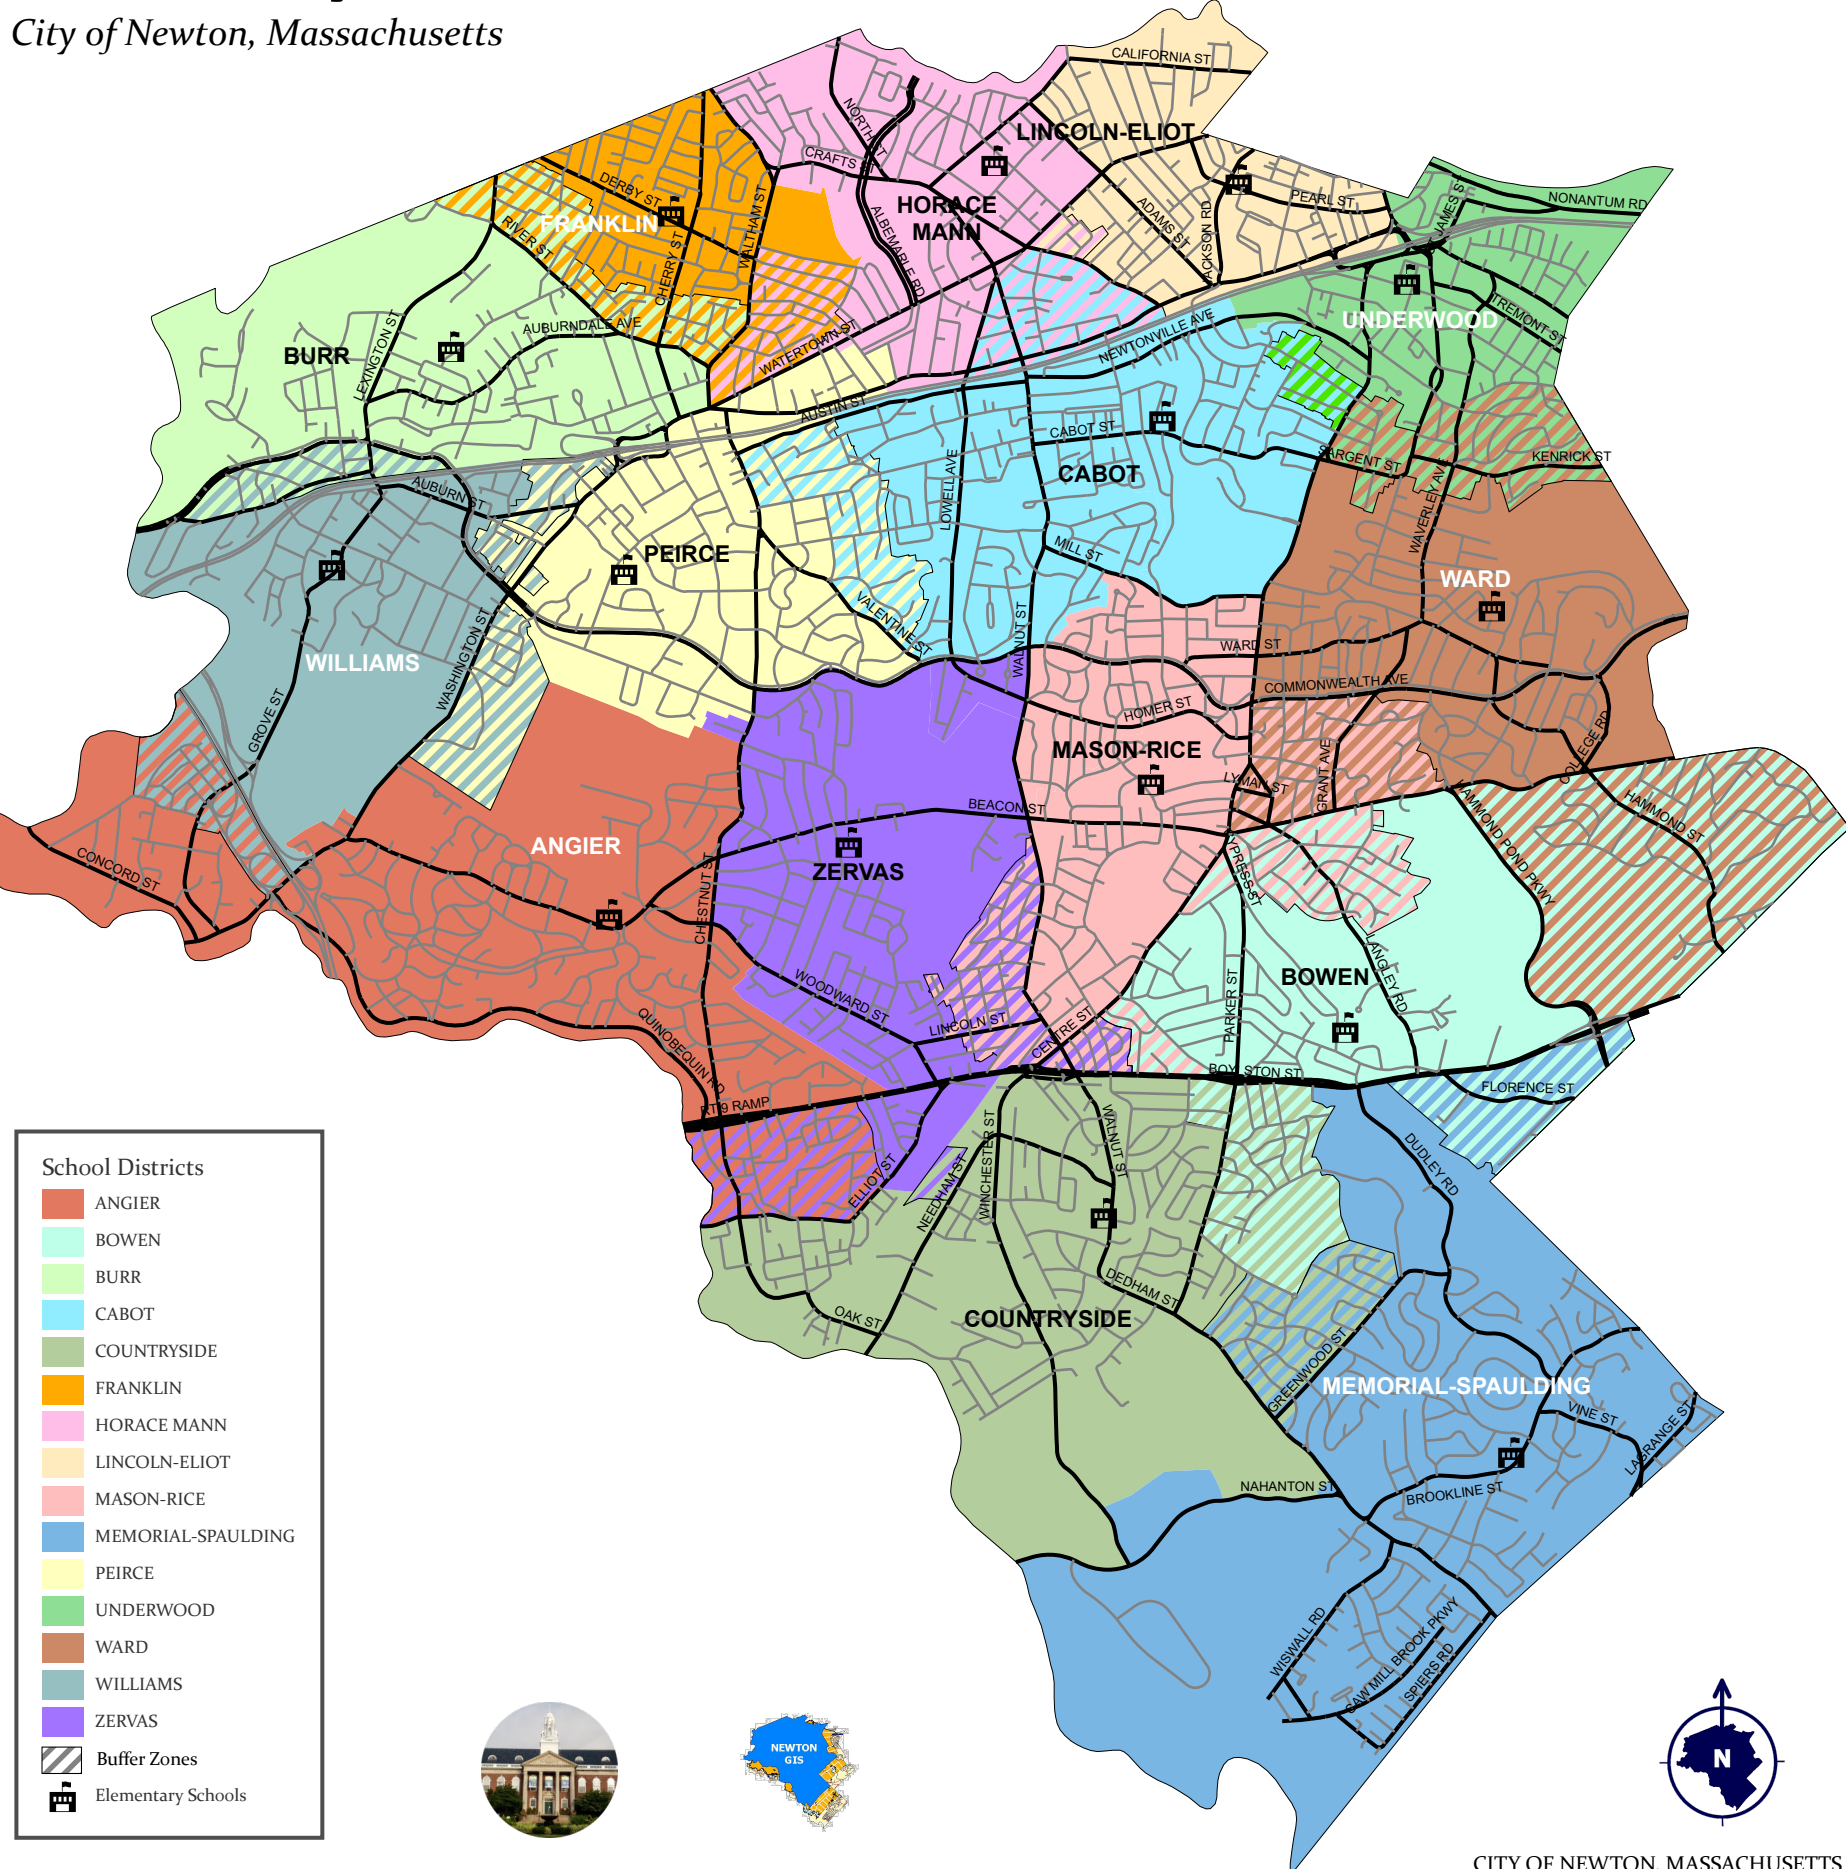 City of Newton, Massachusetts
CALIFORNIA ST
NORTH ST
LINCOLN-ELIOT
CRAFTS ST
DERBY ST
PEARL ST
JAMES ST
NONANTUM RD
FRANKLIN
WALTHAM ST
ALBEMARLE RD
HORACE
MANN
ADAMS ST
JACKSON RD
RIVER ST
CHERRY ST
LEXINGTON ST
AUBURNDALE AVE
WATERTOWN ST
NEWTONVILLE AVE
UNDERWOOD
TREMONT ST
BURR
AUSTIN ST
CABOT ST
SARGENT ST
KENRICK ST
CABOT
AUBURN ST
LOWELL AVE
WAVERLEY AVE
PEIRCE
MILL ST
WARD
WASHINGTON ST
VALENTINE ST
WALNUT ST
WARD ST
WILLIAMS
COMMONWEALTH AVE
GROVE ST
HOMER ST
COLLEGE RD
MASON-RICE
LYMAN ST
GRANT AVE
HAMMOND ST
BEACON ST
HAMMOND POND PKWY
ANGIER
ZERVAS
CONCORD ST
CHESTNUT ST
CYPRESS ST
LANGLEY RD
BOWEN
WOODWARD ST
PARKER ST
LINCOLN ST
CENTRE ST
QUINOBEQUIN RD
BOYLSTON ST
FLORENCE ST
RT 9 RAMP
WINCHESTER ST
WALNUT ST
DUDLEY RD
ELLIOT ST
NEEDHAM ST
DEDHAM ST
OAK ST
COUNTRYSIDE
GREENWOOD ST
MEMORIAL-SPAULDING
VINE ST
LAGRANGE ST
NAHANTON ST
BROOKLINE ST
WISWALL RD
SAW MILL BROOK PKWY
SPIERS RD
School Districts
ANGIER
BOWEN
BURR
CABOT
COUNTRYSIDE
FRANKLIN
HORACE MANN
LINCOLN-ELIOT
MASON-RICE
MEMORIAL-SPAULDING
PEIRCE
UNDERWOOD
WARD
WILLIAMS
ZERVAS
Buffer Zones
Elementary Schools
NEWTON
GIS
N
CITY OF NEWTON, MASSACHUSETTS